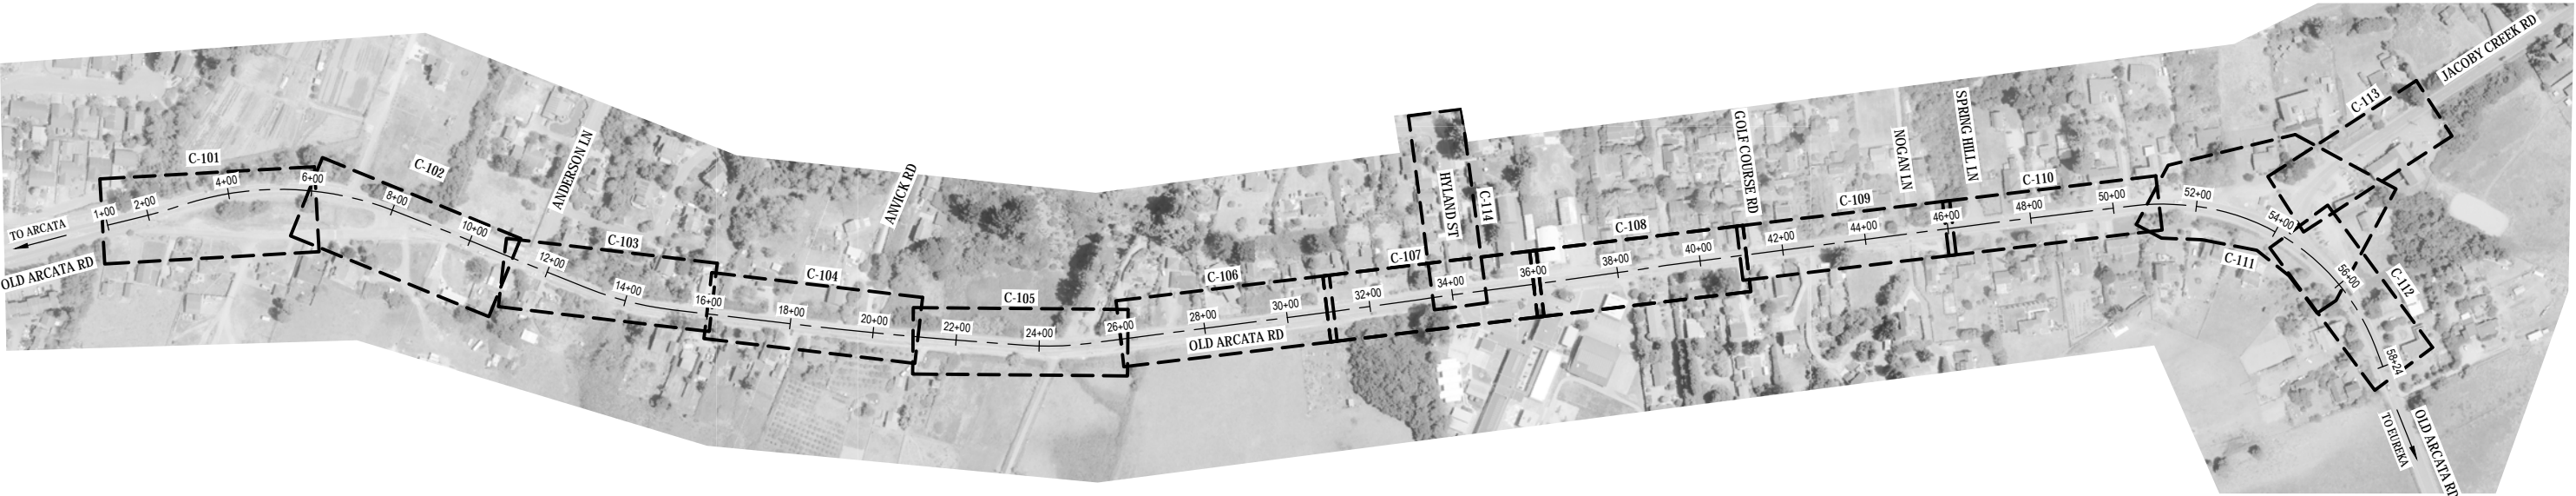 C-101
C-102
C-103
C-104
C-105
C-106
C-107
C-108
C-109
C-110
C-111
C-112
C-113
C-114
TO ARCATA
OLD ARCATA RD
ANDERSON LN
ANVICK RD
OLD ARCATA RD
HYLAND ST
GOLF COURSE RD
NOGAN LN
SPRING HILL LN
JACOBY CREEK RD
TO EUREKA
OLD ARCATA RD
1+00
2+00
4+00
6+00
8+00
10+00
12+00
14+00
16+00
18+00
20+00
22+00
24+00
26+00
28+00
30+00
32+00
34+00
36+00
38+00
40+00
42+00
44+00
46+00
48+00
50+00
52+00
54+00
56+00
58+24